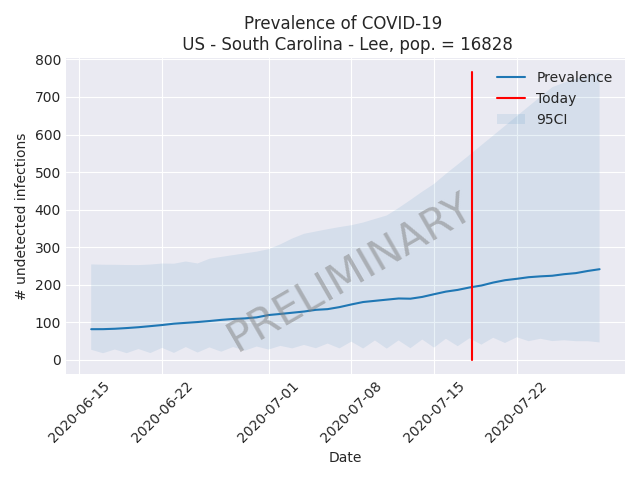 Prevalence of COVID-19
US - South Carolina - Lee, pop. = 16828
800
700
600
500
400
300
200
100
0
# undetected infections
Prevalence
Today
95CI
PRELIMINARY
2020-06-15
2020-06-22
2020-07-01
2020-07-08
2020-07-15
2020-07-22
Date